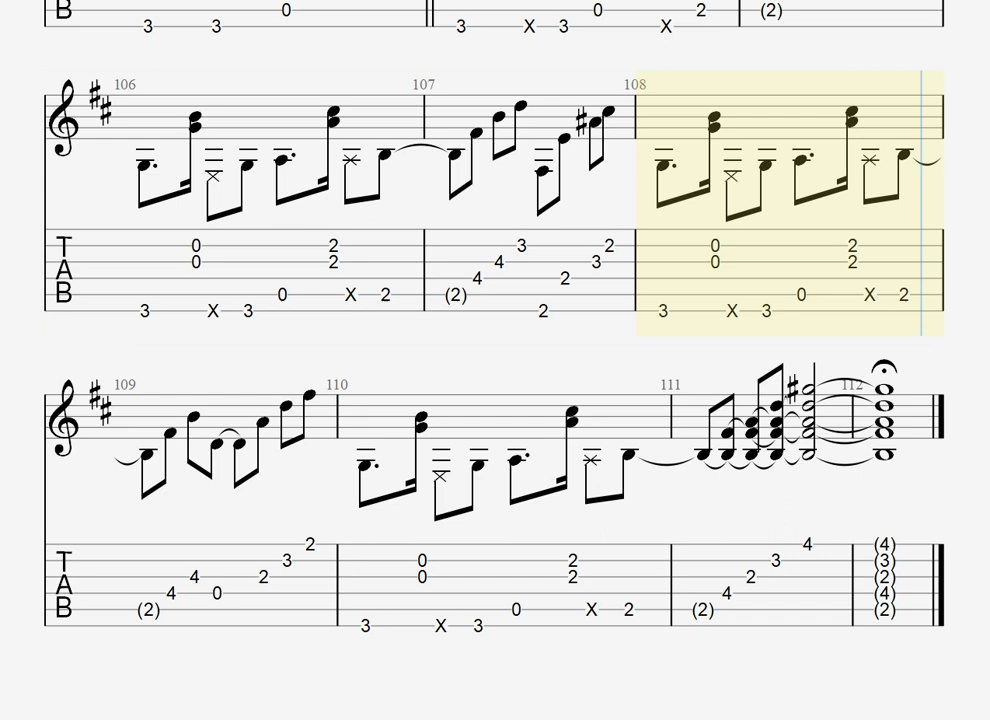 B 0 0 2 (2)
3 3 3 X 3 X
106 107 108
T 0 2 3 2 0 2
0 2 4 3 0 2
A 4 2
B 0 X 2 (2) 0 X 2
3 X 3 2 3 X 3
109 110 111 112
2 4 (4)
T 3 0 2 3 (3)
4 2 0 2 2 (2)
A 4 0 4 (4)
B (2) 0 X 2 (2) (2)
3 X 3